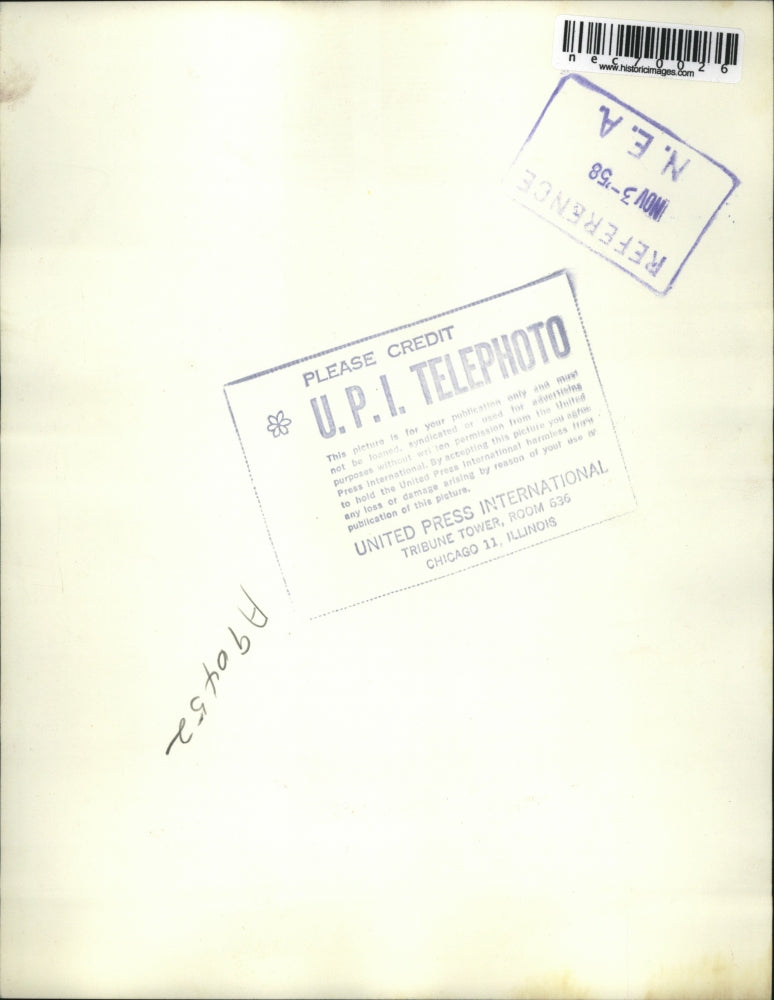 nec70026
www.historicimages.com
N.E.A.
NOV 3-'58
REFERENCE
PLEASE CREDIT
U.P.I. TELEPHOTO
This picture is for your publication only and must
not be loaned, syndicated or used for advertising
purposes without written permission from the United
Press International. By accepting this picture you agree
to hold the United Press International harmless from
any loss or damage arising by reason of your use or
publication of this picture.
UNITED PRESS INTERNATIONAL
TRIBUNE TOWER, ROOM 636
CHICAGO 11, ILLINOIS
A90452